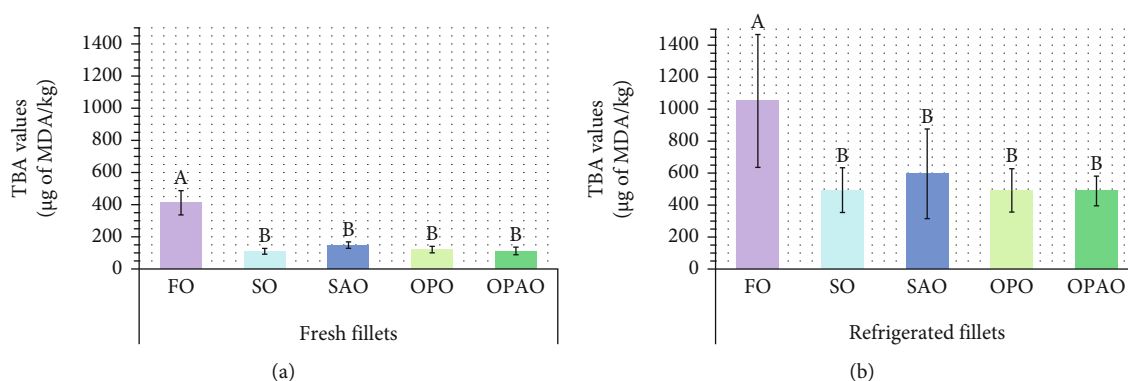 TBA values
(µg of MDA/kg)
1400
1200
1000
800
600
400
200
0
A
B
B
B
B
FO SO SAO OPO OPAO
Fresh fillets
(a)
TBA values
(µg of MDA/kg)
1400
1200
1000
800
600
400
200
0
A
B
B
B
B
FO SO SAO OPO OPAO
Refrigerated fillets
(b)